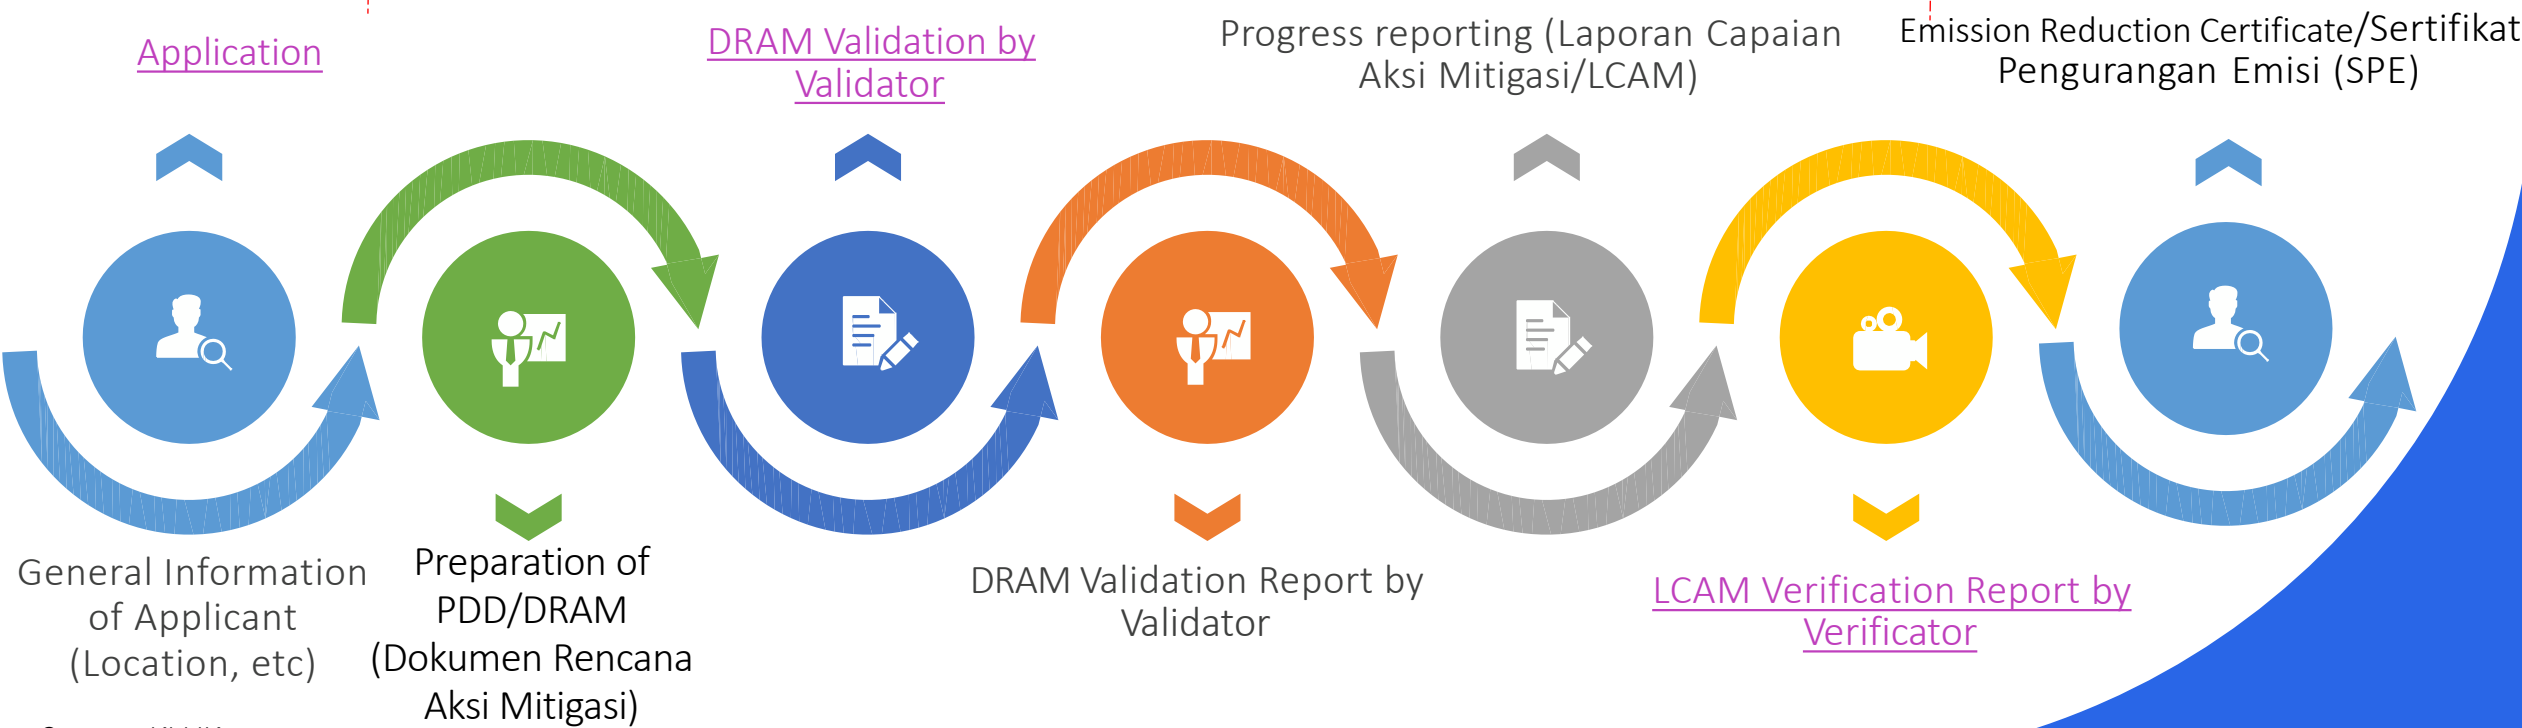 Application
General Information
of Applicant
(Location, etc)
Preparation of
PDD/DRAM
(Dokumen Rencana
Aksi Mitigasi)
DRAM Validation by
Validator
DRAM Validation Report by
Validator
Progress reporting (Laporan Capaian
Aksi Mitigasi/LCAM)
LCAM Verification Report by
Verificator
Emission Reduction Certificate/Sertifikat
Pengurangan Emisi (SPE)